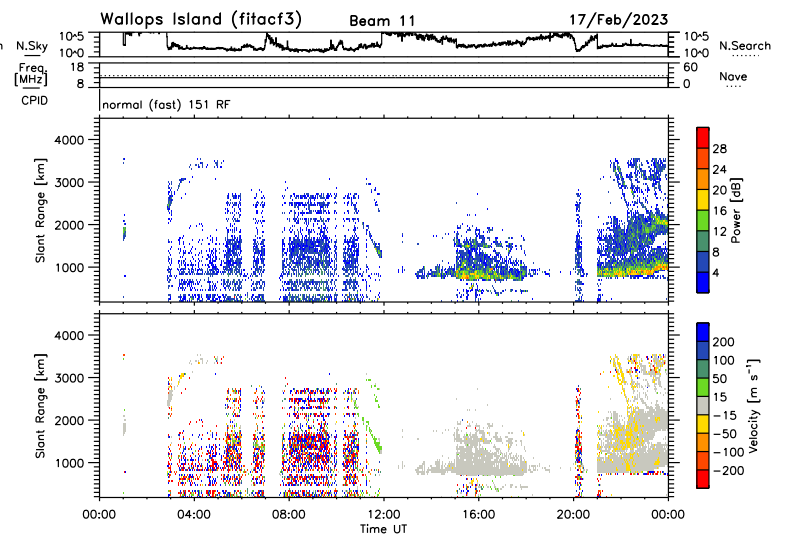 Wallops Island (fitacf3) Beam 11 17/Feb/2023
n N.Sky 10^5 10^0 10^5 10^0 N.Search
Freq. [MHz] 18 8 60 0 Nave
CPID normal (fast) 151 RF
Slant Range [km]
4000
3000
2000
1000
28
24
20
16
12
8
4
Power [dB]
Slant Range [km]
4000
3000
2000
1000
200
100
50
15
−15
−50
−100
−200
Velocity [m s⁻¹]
00:00 04:00 08:00 12:00 16:00 20:00 00:00
Time UT